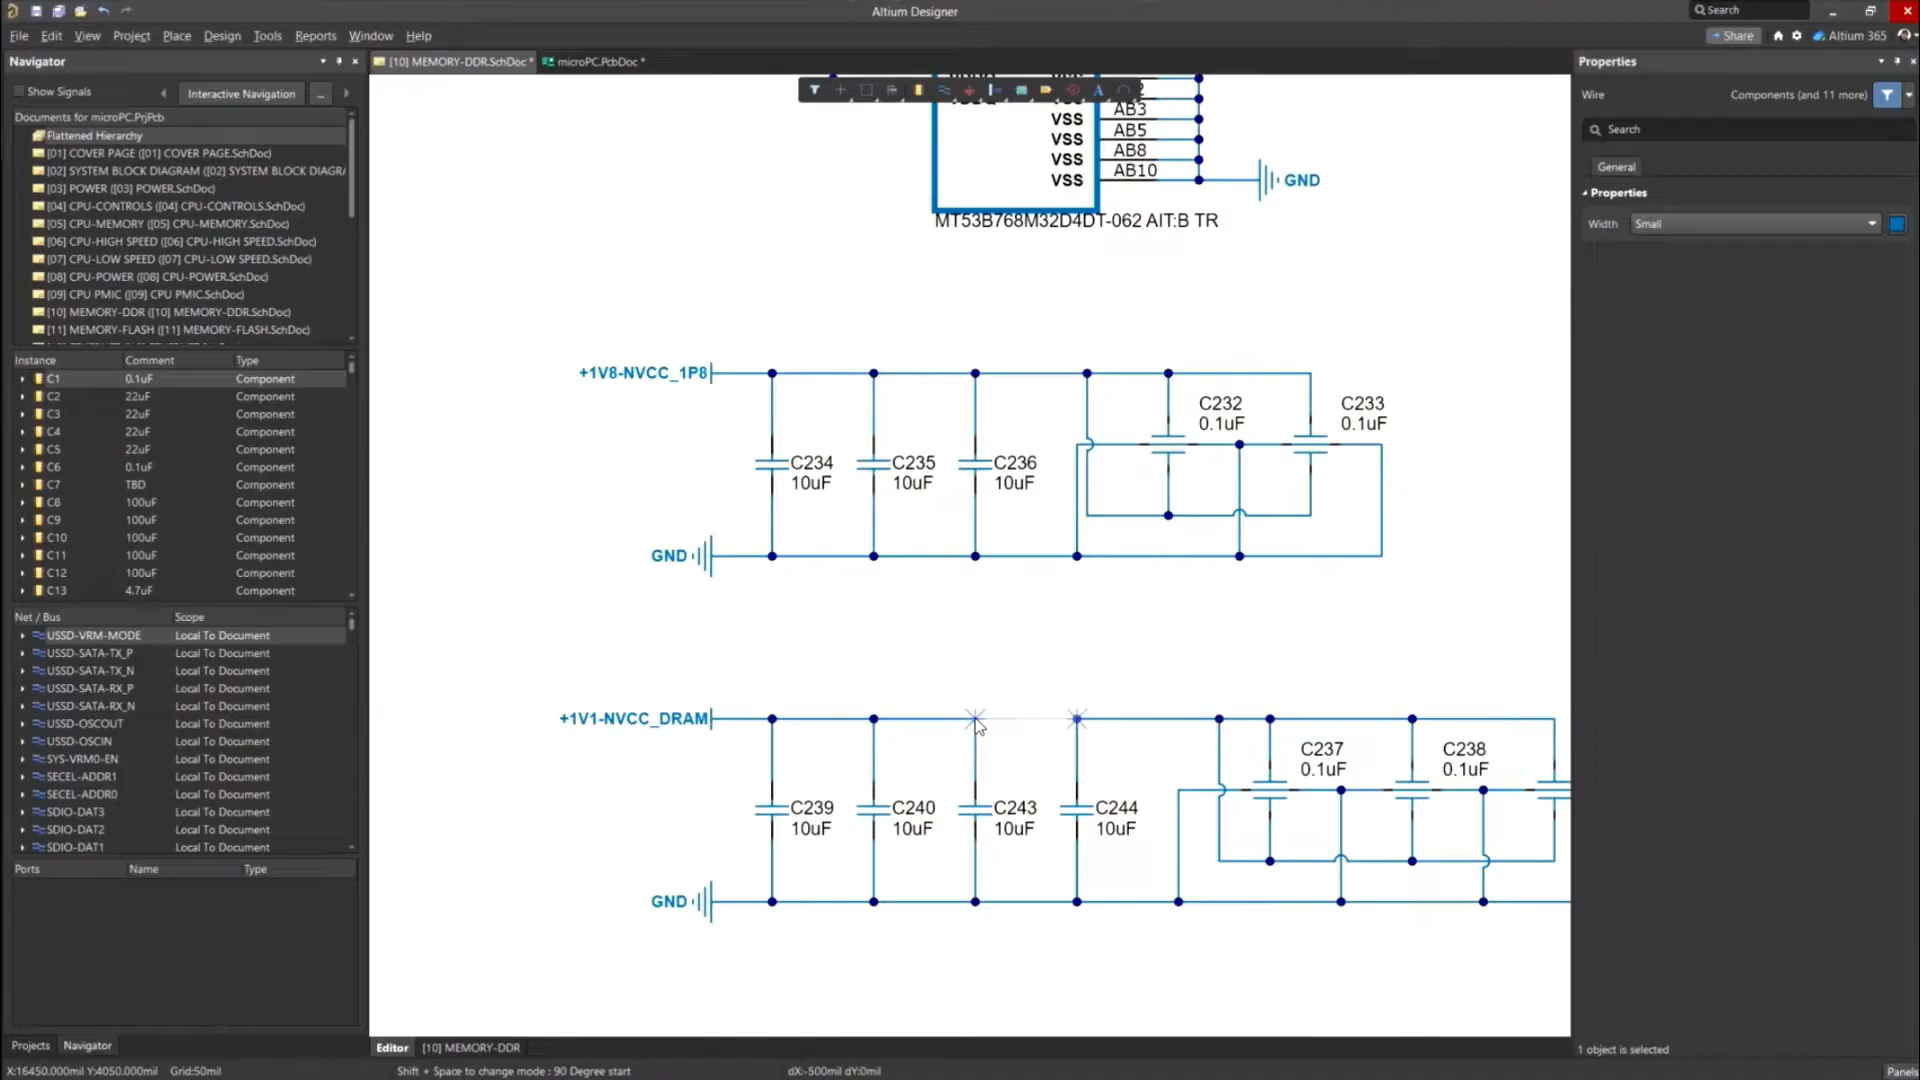 Altium Designer
Search
File Edit View Project Place Design Tools Reports Window Help
Share
Altium 365
Navigator
Show Signals
Interactive Navigation
...
Documents for microPC.PrjPcb
Flattened Hierarchy
[01] COVER PAGE ([01] COVER PAGE.SchDoc)
[02] SYSTEM BLOCK DIAGRAM ([02] SYSTEM BLOCK DIAGRA
[03] POWER ([03] POWER.SchDoc)
[04] CPU-CONTROLS ([04] CPU-CONTROLS.SchDoc)
[05] CPU-MEMORY ([05] CPU-MEMORY.SchDoc)
[06] CPU-HIGH SPEED ([06] CPU-HIGH SPEED.SchDoc)
[07] CPU-LOW SPEED ([07] CPU-LOW SPEED.SchDoc)
[08] CPU-POWER ([08] CPU-POWER.SchDoc)
[09] CPU PMIC ([09] CPU PMIC.SchDoc)
[10] MEMORY-DDR ([10] MEMORY-DDR.SchDoc)
[11] MEMORY-FLASH ([11] MEMORY-FLASH.SchDoc)
Instance Comment Type
C1 0.1uF Component
C2 22uF Component
C3 22uF Component
C4 22uF Component
C5 22uF Component
C6 0.1uF Component
C7 TBD Component
C8 100uF Component
C9 100uF Component
C10 100uF Component
C11 100uF Component
C12 100uF Component
C13 4.7uF Component
Net / Bus Scope
USSD-VRM-MODE Local To Document
USSD-SATA-TX_P Local To Document
USSD-SATA-TX_N Local To Document
USSD-SATA-RX_P Local To Document
USSD-SATA-RX_N Local To Document
USSD-OSCOUT Local To Document
USSD-OSCIN Local To Document
SYS-VRM0-EN Local To Document
SECEL-ADDR1 Local To Document
SECEL-ADDR0 Local To Document
SDIO-DAT3 Local To Document
SDIO-DAT2 Local To Document
SDIO-DAT1 Local To Document
Ports Name Type
Projects Navigator
[10] MEMORY-DDR.SchDoc *
microPC.PcbDoc *
VSS AB3
VSS AB5
VSS AB8
VSS AB10
GND
MT53B768M32D4DT-062 AIT:B TR
+1V8-NVCC_1P8
C232
0.1uF
C233
0.1uF
C234
10uF
C235
10uF
C236
10uF
GND
+1V1-NVCC_DRAM
C237
0.1uF
C238
0.1uF
C239
10uF
C240
10uF
C243
10uF
C244
10uF
GND
Editor [10] MEMORY-DDR
Properties
Wire
Components (and 11 more)
Search
General
Properties
Width Small
1 object is selected
X:16450.000mil Y:4050.000mil Grid:50mil
Shift + Space to change mode : 90 Degree start
dX:-500mil dY:0mil
Panels